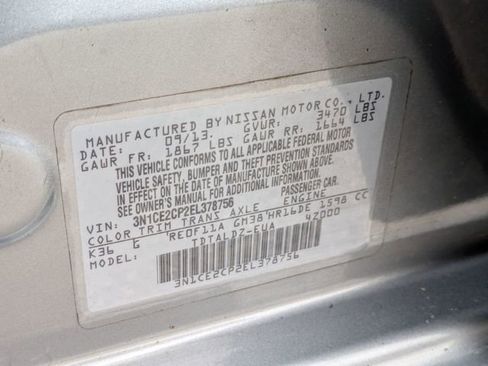 MANUFACTURED BY NISSAN MOTOR CO., LTD.
DATE: 09/13. GVWR: 3470 LBS
GAWR FR: 1867 LBS GAWR RR: 1664 LBS
THIS VEHICLE CONFORMS TO ALL APPLICABLE FEDERAL MOTOR
VEHICLE SAFETY, BUMPER AND THEFT PREVENTION STANDARDS
IN EFFECT ON THE DATE OF MANUFACTURE SHOWN ABOVE.
SEE OWNER'S MANUAL FOR ADDITIONAL INFORMATION.
VIN: 3N1CE2CP2EL378756 PASSENGER CAR.
COLOR TRIM TRANS AXLE ENGINE
K36 G RE0F11A GM38 HR16DE 1598 CC
MODEL: TDTALDZ-EUA 42000
3N1CE2CP2EL378756